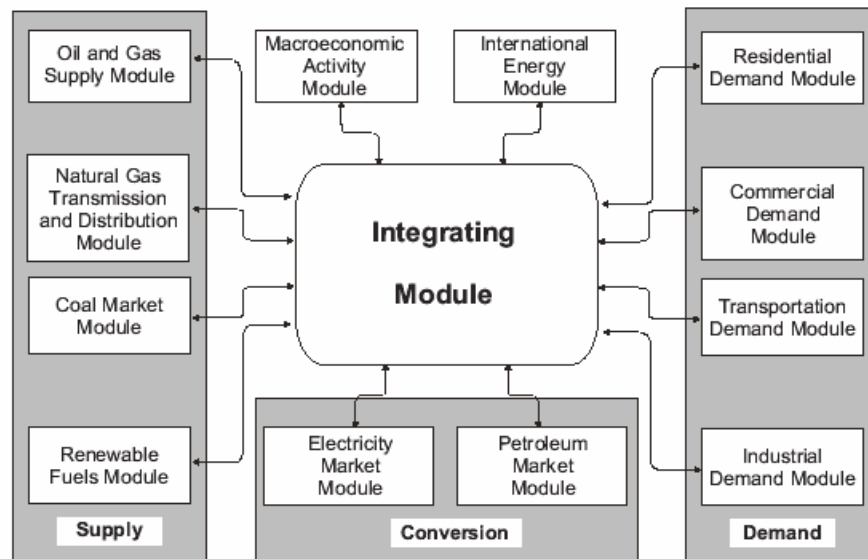 Oil and Gas
Supply Module
Macroeconomic
Activity
Module
International
Energy
Module
Residential
Demand Module
Natural Gas
Transmission
and Distribution
Module
Integrating
Module
Commercial
Demand
Module
Coal Market
Module
Transportation
Demand Module
Renewable
Fuels Module
Electricity
Market
Module
Petroleum
Market
Module
Industrial
Demand Module
Supply
Conversion
Demand